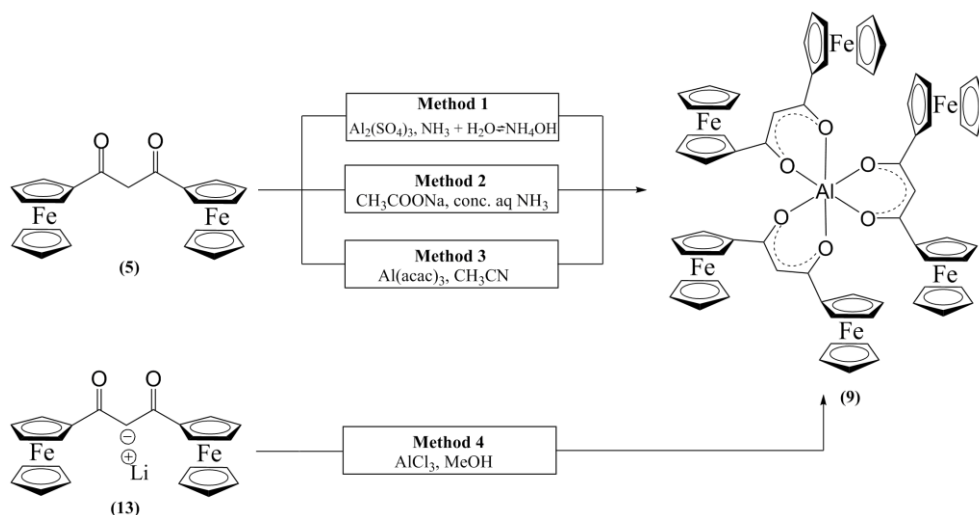 O O
Fe
Fe
(5)
Method 1
Al₂(SO₄)₃, NH₃ + H₂O⇌NH₄OH
Method 2
CH₃COONa, conc. aq NH₃
Method 3
Al(acac)₃, CH₃CN
Fe
Fe
Fe
O
O
O
O
Al
O
O
Fe
Fe
Fe
(9)
O O
Fe
Fe
⊖
⊕
Li
(13)
Method 4
AlCl₃, MeOH